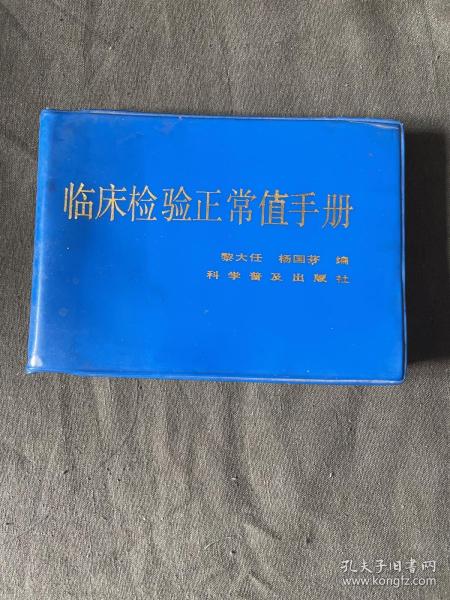 临床检验正常值手册
黎大任 杨国芬 编
科学普及出版社
孔夫子旧书网
www.kongfz.com